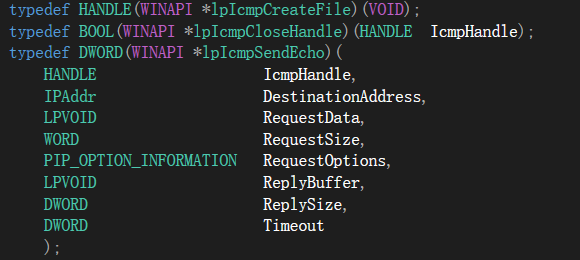 typedef HANDLE(WINAPI *lpIcmpCreateFile)(VOID);
typedef BOOL(WINAPI *lpIcmpCloseHandle)(HANDLE  IcmpHandle);
typedef DWORD(WINAPI *lpIcmpSendEcho)(
    HANDLE                 IcmpHandle,
    IPAddr                 DestinationAddress,
    LPVOID                 RequestData,
    WORD                   RequestSize,
    PIP_OPTION_INFORMATION RequestOptions,
    LPVOID                 ReplyBuffer,
    DWORD                  ReplySize,
    DWORD                  Timeout
    );